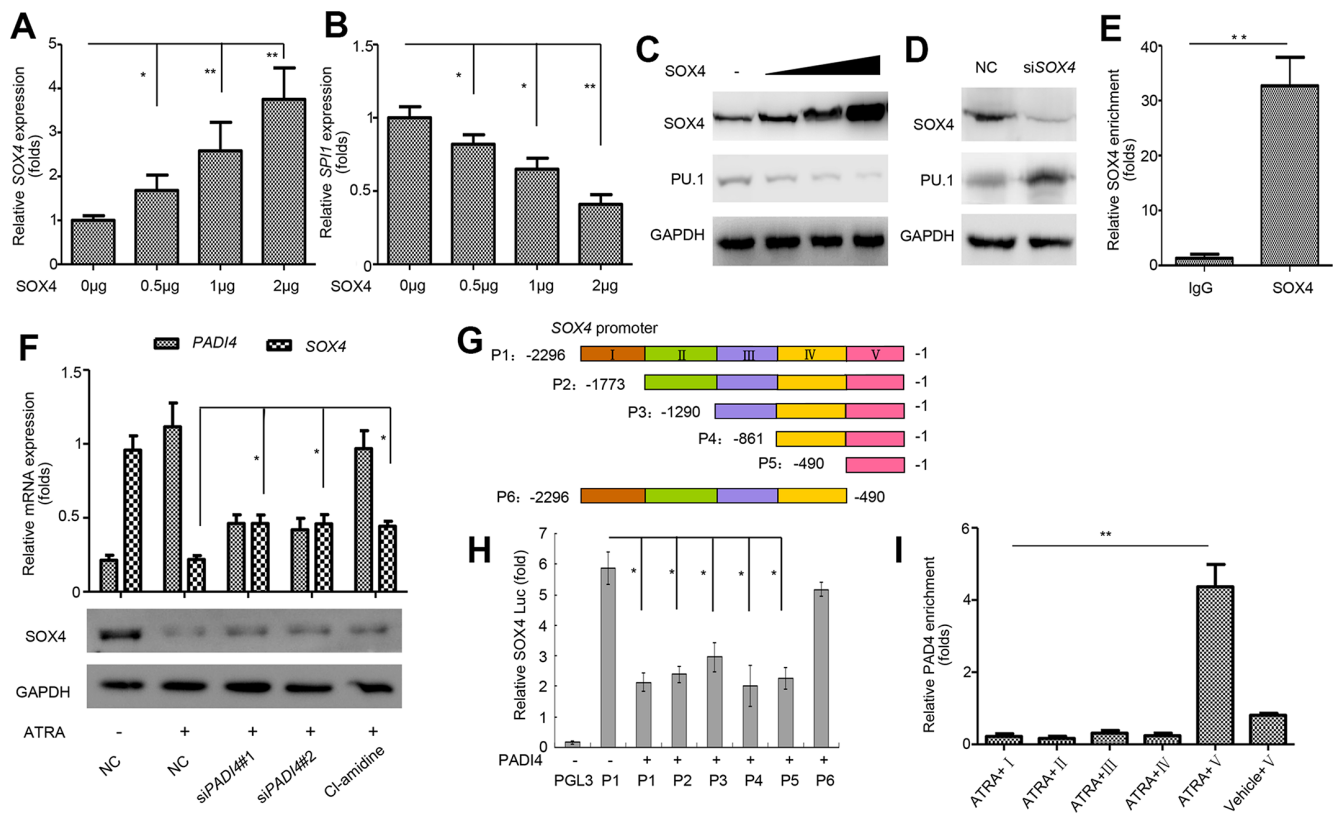 A
Relative SOX4 expression
(folds)
5
4
3
2
1
0
*
**
**
SOX4
0μg
0.5μg
1μg
2μg
B
Relative SPI1 expression
(folds)
1.5
1
0.5
0
*
*
**
SOX4
0μg
0.5μg
1μg
2μg
C
SOX4
-
SOX4
PU.1
GAPDH
D
NC
siSOX4
SOX4
PU.1
GAPDH
E
Relative SOX4 enrichment
(folds)
40
30
20
10
0
**
IgG
SOX4
F
PADI4
SOX4
Relative mRNA expression
(folds)
1.5
1
0.5
0
*
*
*
SOX4
GAPDH
ATRA
-
+
+
+
+
NC
NC
siPADI4#1
siPADI4#2
Cl-amidine
G
SOX4 promoter
P1: -2296
I
II
III
IV
V
-1
P2: -1773
-1
P3: -1290
-1
P4: -861
-1
P5: -490
-1
P6: -2296
-490
H
Relative SOX4 Luc (fold)
7
6
5
4
3
2
1
0
*
*
*
*
*
PADI4
-
-
+
+
+
+
+
+
PGL3
P1
P1
P2
P3
P4
P5
P6
I
Relative PAD4 enrichment
(folds)
6
4
2
0
**
ATRA+ I
ATRA+ II
ATRA+III
ATRA+IV
ATRA+ V
Vehicle+ V